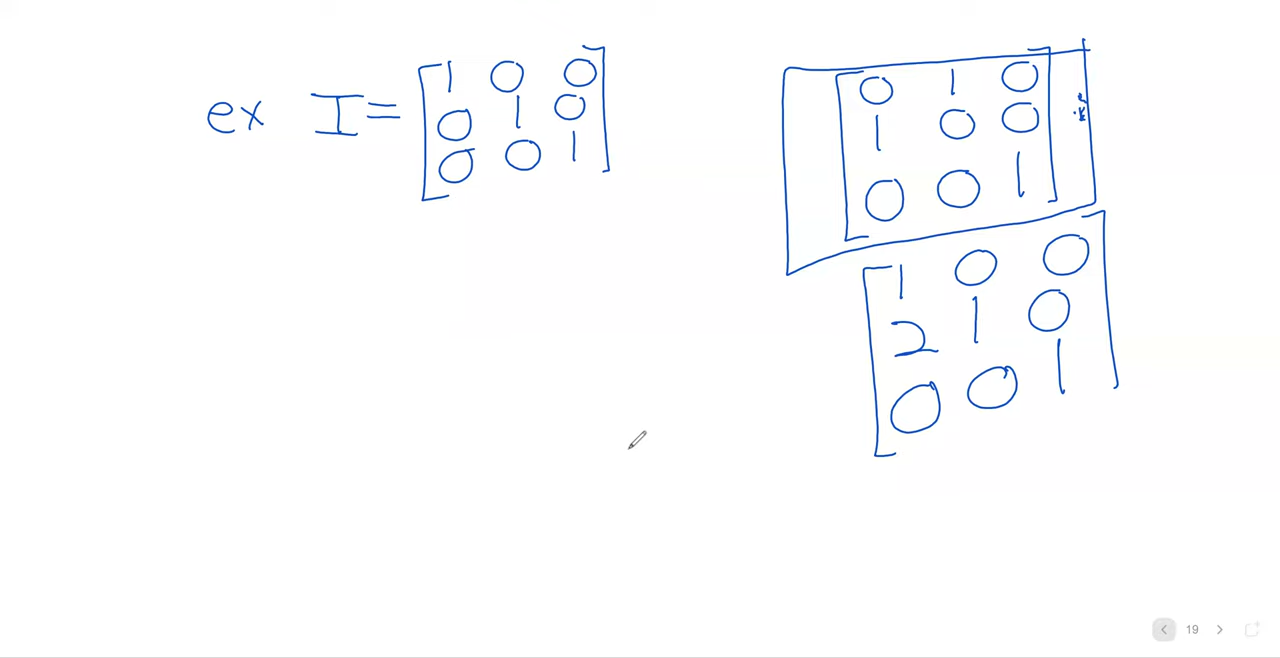 ex I = [1 0 0
0 1 0
0 0 1]
[0 1 0
1 0 0
0 0 1]
[1 0 0
2 1 0
0 0 1]
19